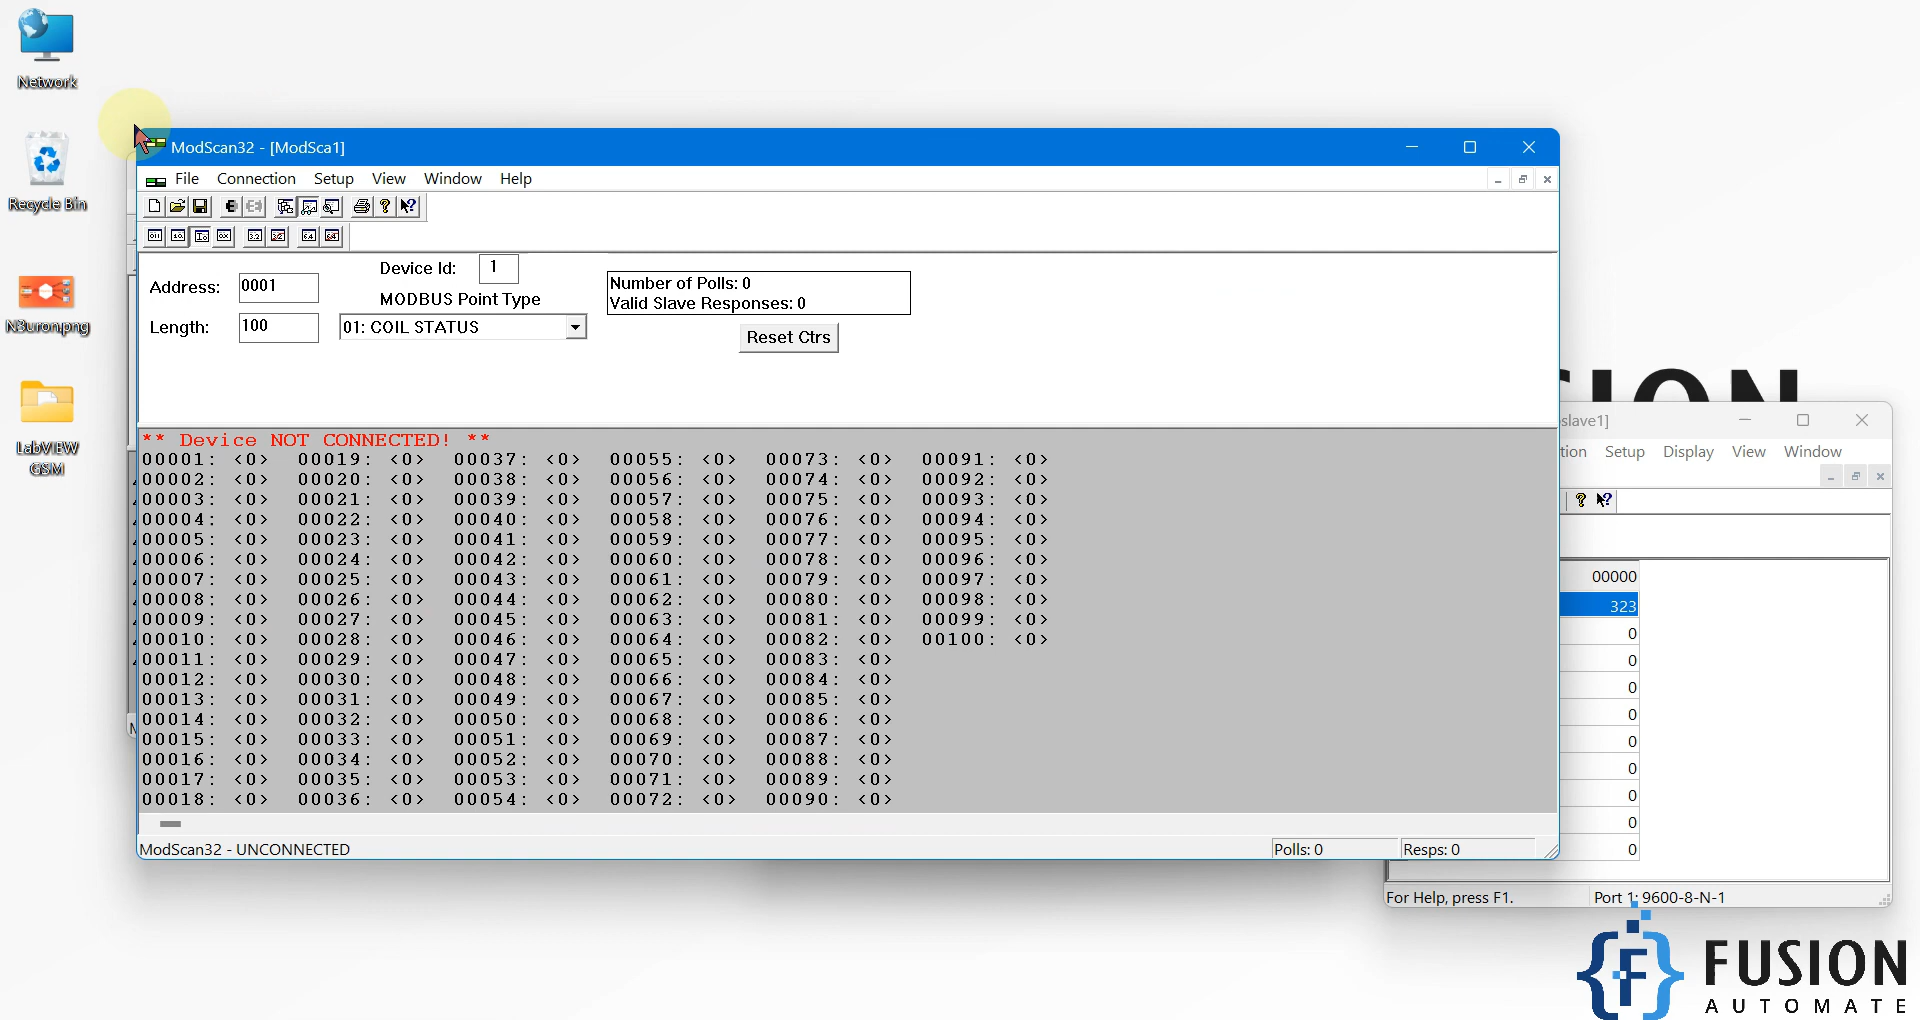 Network
Recycle Bin
N3uron.png
LabVIEW
GSM
ModScan32 - [ModSca1]
File Connection Setup View Window Help
Address: 0001
Device Id: 1
MODBUS Point Type
Length: 100
01: COIL STATUS
Number of Polls: 0
Valid Slave Responses: 0
Reset Ctrs
** Device NOT CONNECTED! **
00001: <0> 00019: <0> 00037: <0> 00055: <0> 00073: <0> 00091: <0>
00002: <0> 00020: <0> 00038: <0> 00056: <0> 00074: <0> 00092: <0>
00003: <0> 00021: <0> 00039: <0> 00057: <0> 00075: <0> 00093: <0>
00004: <0> 00022: <0> 00040: <0> 00058: <0> 00076: <0> 00094: <0>
00005: <0> 00023: <0> 00041: <0> 00059: <0> 00077: <0> 00095: <0>
00006: <0> 00024: <0> 00042: <0> 00060: <0> 00078: <0> 00096: <0>
00007: <0> 00025: <0> 00043: <0> 00061: <0> 00079: <0> 00097: <0>
00008: <0> 00026: <0> 00044: <0> 00062: <0> 00080: <0> 00098: <0>
00009: <0> 00027: <0> 00045: <0> 00063: <0> 00081: <0> 00099: <0>
00010: <0> 00028: <0> 00046: <0> 00064: <0> 00082: <0> 00100: <0>
00011: <0> 00029: <0> 00047: <0> 00065: <0> 00083: <0>
00012: <0> 00030: <0> 00048: <0> 00066: <0> 00084: <0>
00013: <0> 00031: <0> 00049: <0> 00067: <0> 00085: <0>
00014: <0> 00032: <0> 00050: <0> 00068: <0> 00086: <0>
00015: <0> 00033: <0> 00051: <0> 00069: <0> 00087: <0>
00016: <0> 00034: <0> 00052: <0> 00070: <0> 00088: <0>
00017: <0> 00035: <0> 00053: <0> 00071: <0> 00089: <0>
00018: <0> 00036: <0> 00054: <0> 00072: <0> 00090: <0>
ModScan32 - UNCONNECTED
Polls: 0
Resps: 0
slave1]
tion Setup Display View Window
00000
323
0
0
0
0
0
0
0
0
0
For Help, press F1.
Port 1: 9600-8-N-1
FUSION
AUTOMATE